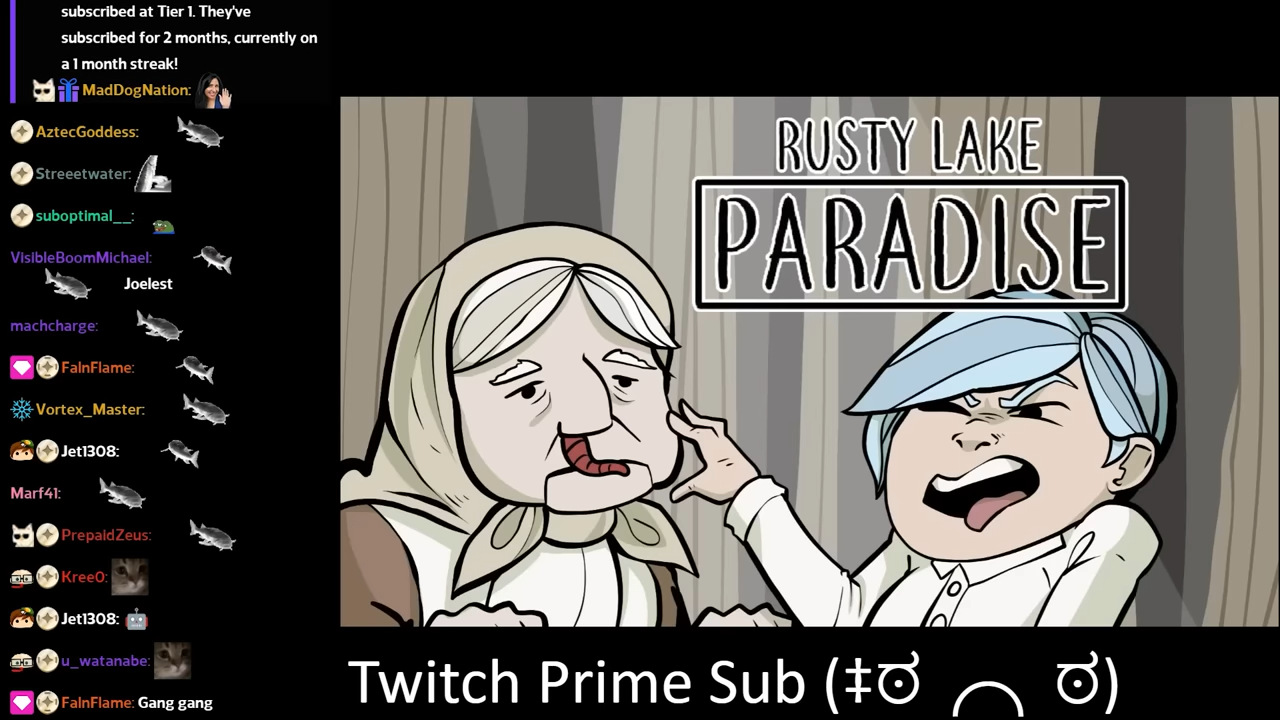 subscribed at Tier 1. They've
subscribed for 2 months, currently on
a 1 month streak!
MadDogNation:
AztecGoddess:
Streeetwater:
suboptimal__:
VisibleBoomMichael:
Joelest
machcharge:
FalnFlame:
Vortex_Master:
Jet1308:
Marf41:
PrepaidZeus:
Kree0:
Jet1308:
u_watanabe:
FalnFlame: Gang gang
RUSTY LAKE
PARADISE
Twitch Prime Sub (‡ಠ ╭╮ ಠ)